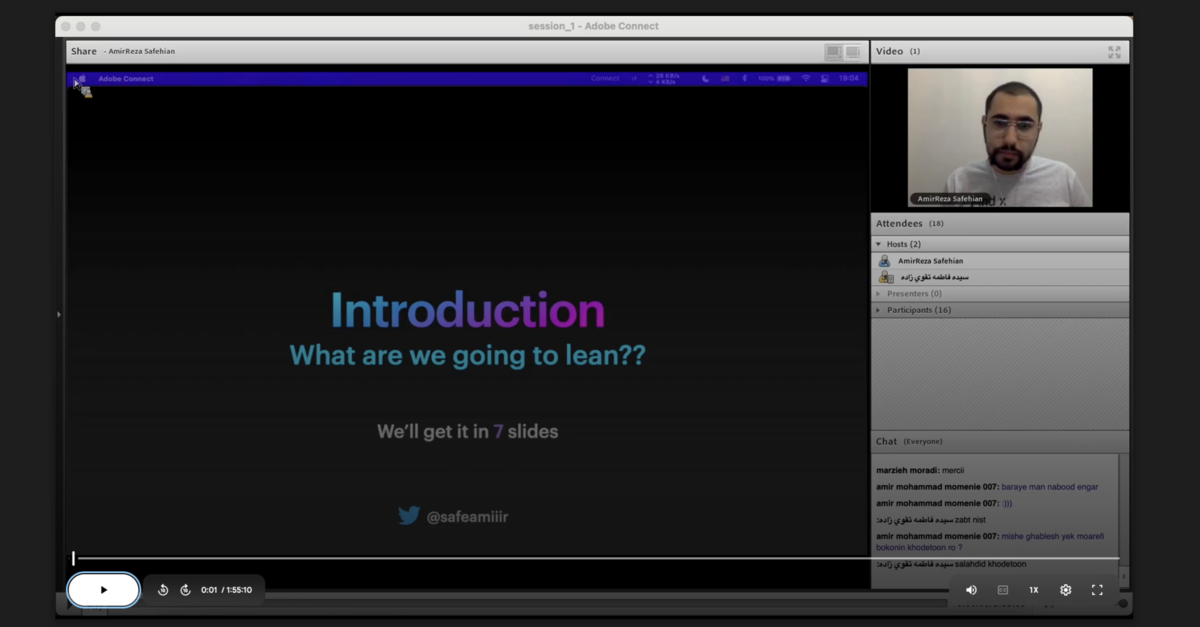 session_1 - Adobe Connect
Share - AmirReza Safehian
Video (1)
Adobe Connect
Connect
28 KB/s
4 KB/s
100%
19:04
AmirReza Safehian
Introduction
What are we going to lean??
We'll get it in 7 slides
@safeamiiir
Attendees (18)
Hosts (2)
AmirReza Safehian
سیده فاطمه تقوي زاده
Presenters (0)
Participants (16)
Chat (Everyone)
marzieh moradi: mercii
amir mohammad momenie 007: baraye man nabood engar
amir mohammad momenie 007: :)))
سیده فاطمه تقوي زاده: zabt nist
amir mohammad momenie 007: mishe ghablesh yek moarefi
bokonin khodetoon ro ?
سیده فاطمه تقوي زاده: salahdid khodetoon
0:01 / 1:55:10
1X